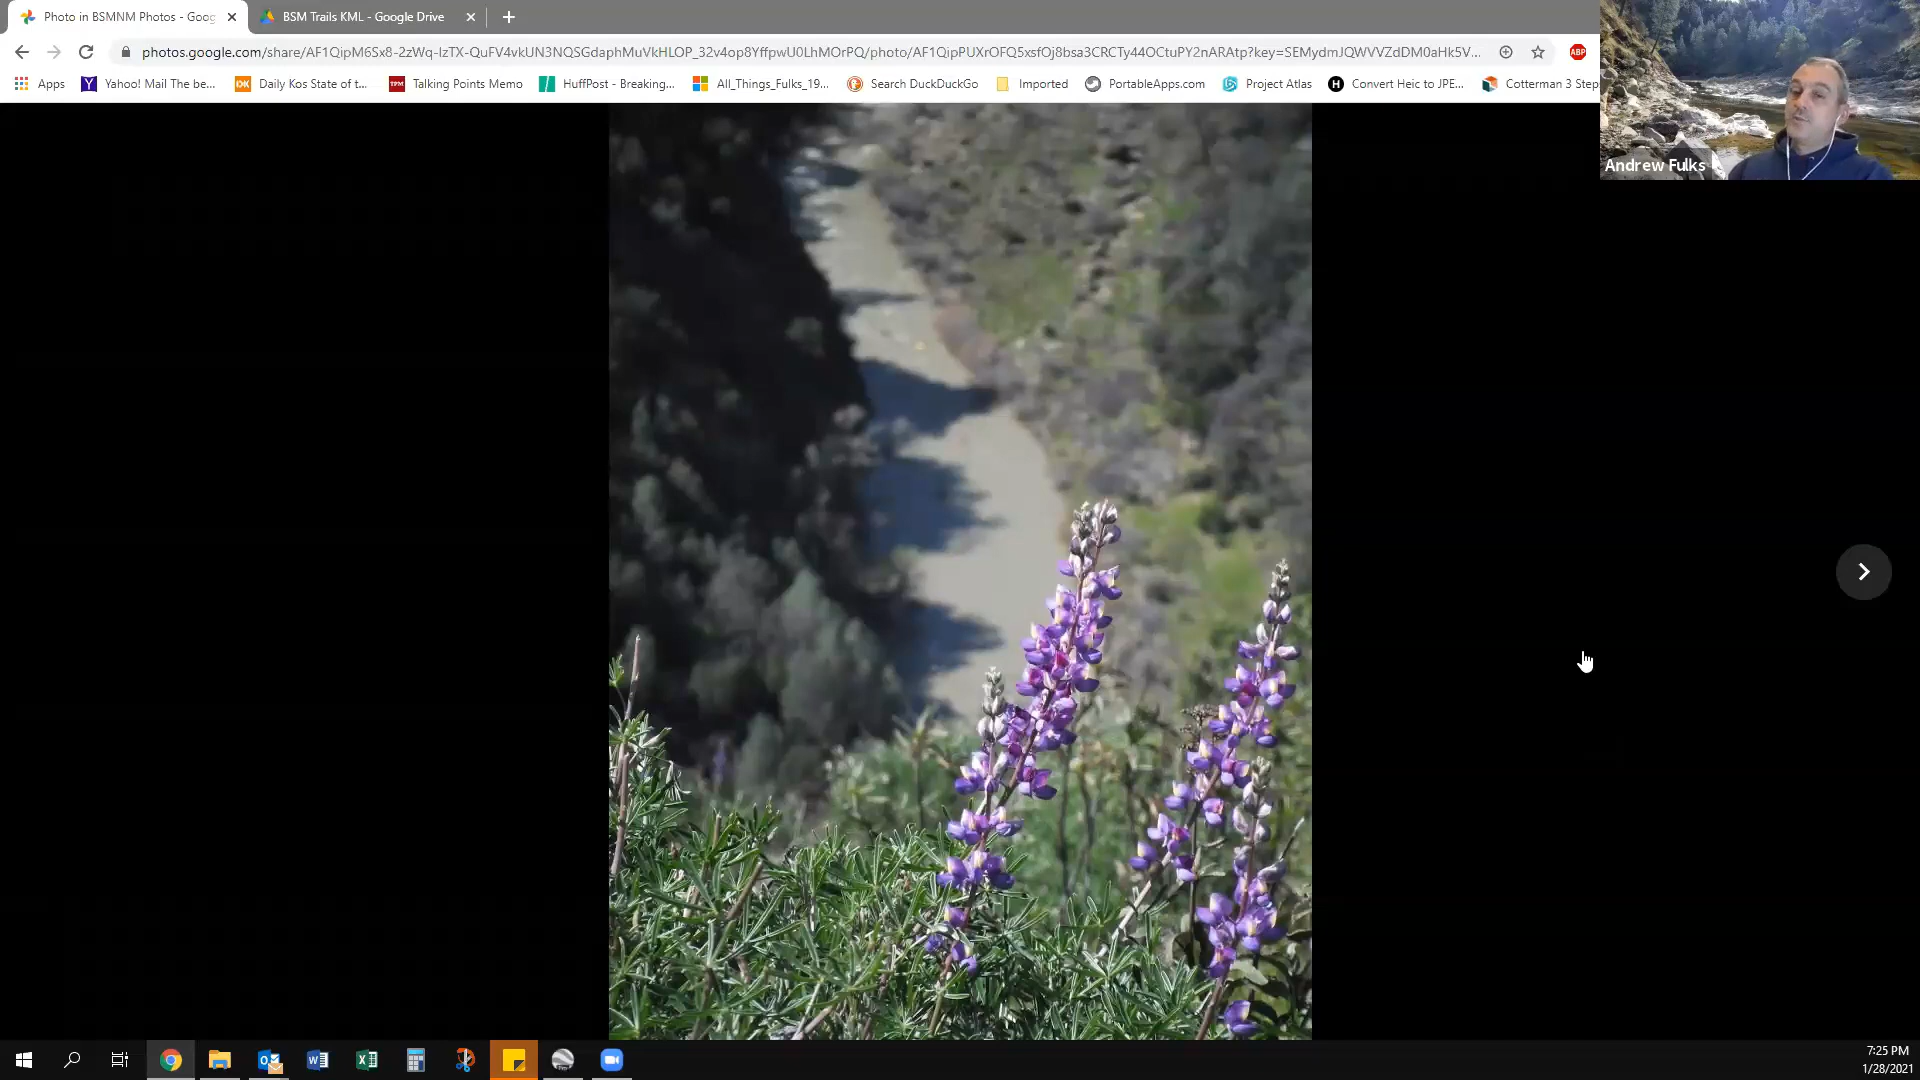 Photo in BSMNM Photos - Goog
BSM Trails KML - Google Drive
photos.google.com/share/AF1QipM6Sx8-2zWq-IzTX-QuFV4vkUN3NQSGdaphMuVkHLOP_32v4op8YffpwU0LhMOrPQ/photo/AF1QipPUXrOFQ5xsfOj8bsa3CRCTy44OCtuPY2nARAtp?key=SEMydmJQWVVZdDM0aHk5V...
ABP
Apps
Yahoo! Mail The be...
DK Daily Kos State of t...
TPM Talking Points Memo
HuffPost - Breaking...
All_Things_Fulks_19...
Search DuckDuckGo
Imported
PortableApps.com
Project Atlas
H Convert Heic to JPE...
Cotterman 3 Step
Andrew Fulks
7:25 PM
1/28/2021